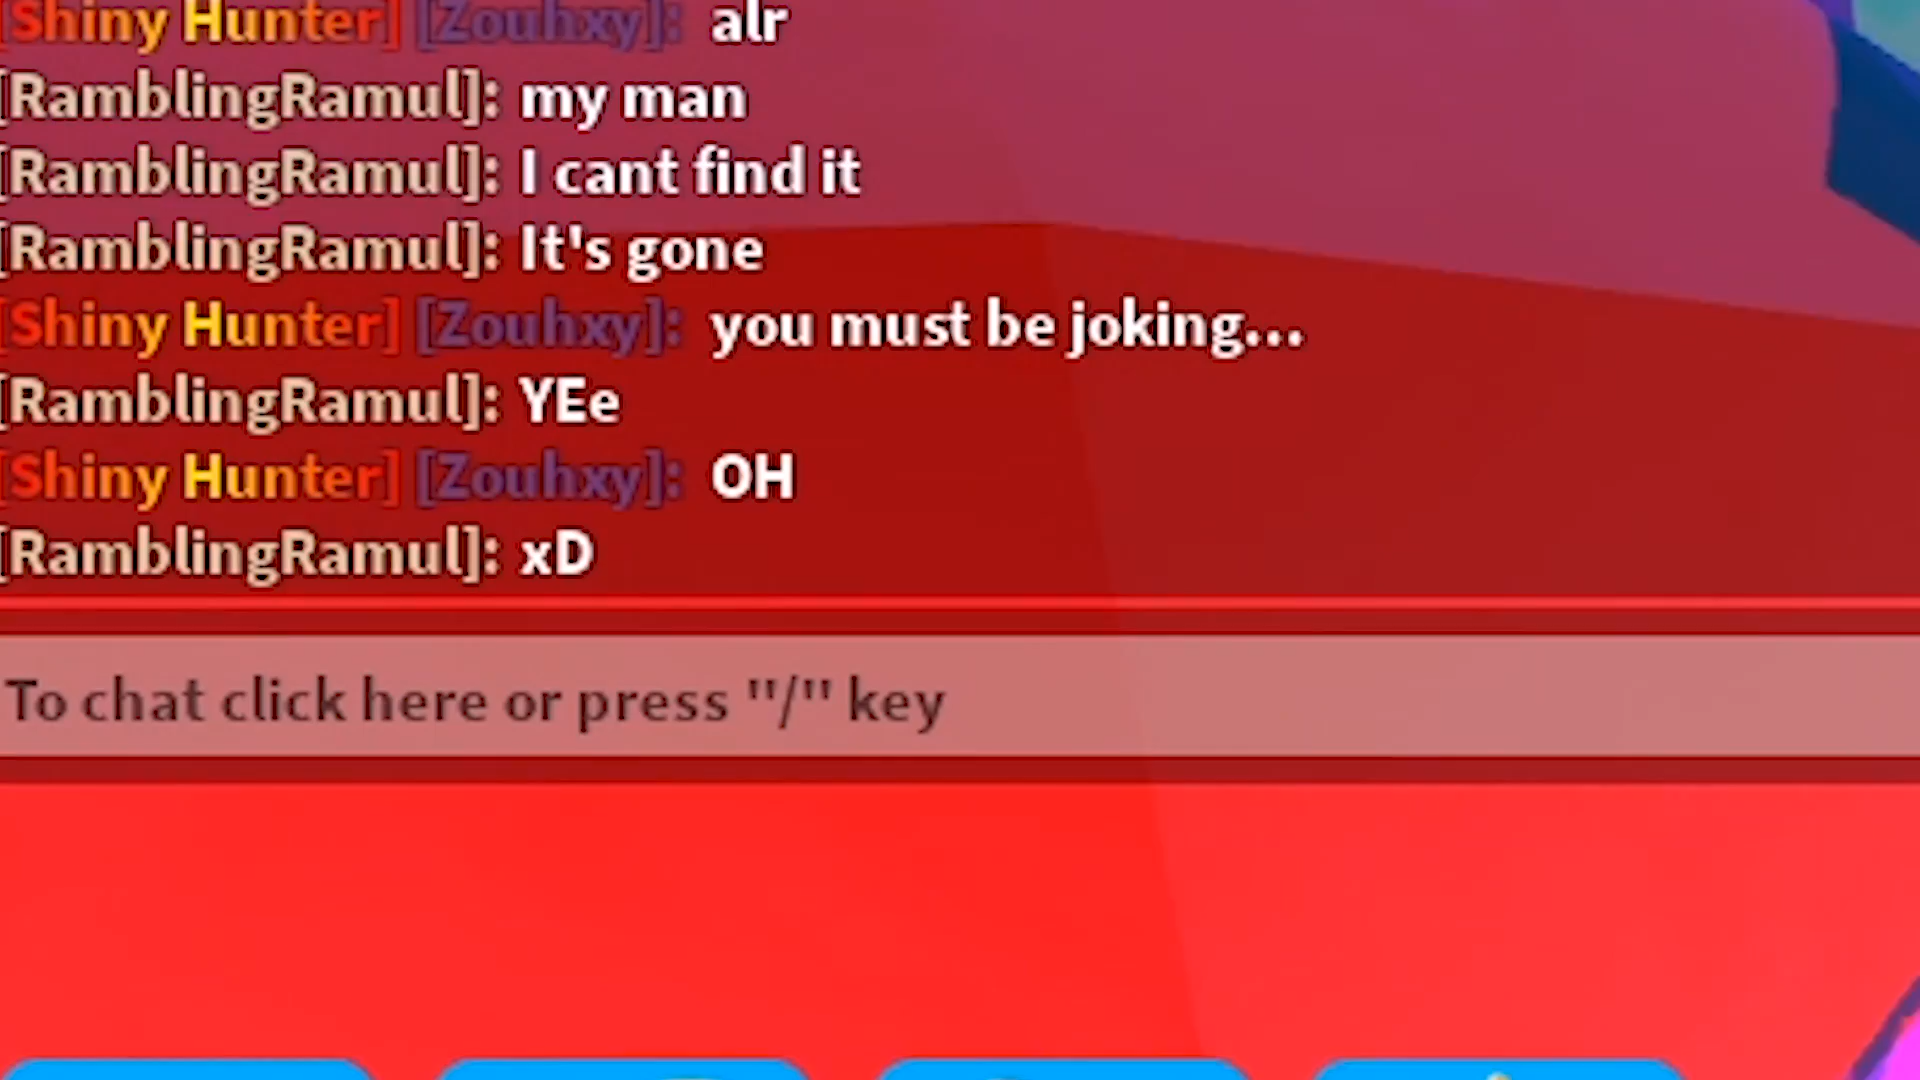 [Shiny Hunter] [Zouhxy]: alr
[RamblingRamul]: my man
[RamblingRamul]: I cant find it
[RamblingRamul]: It's gone
[Shiny Hunter] [Zouhxy]: you must be joking...
[RamblingRamul]: YEe
[Shiny Hunter] [Zouhxy]: OH
[RamblingRamul]: xD
To chat click here or press "/" key